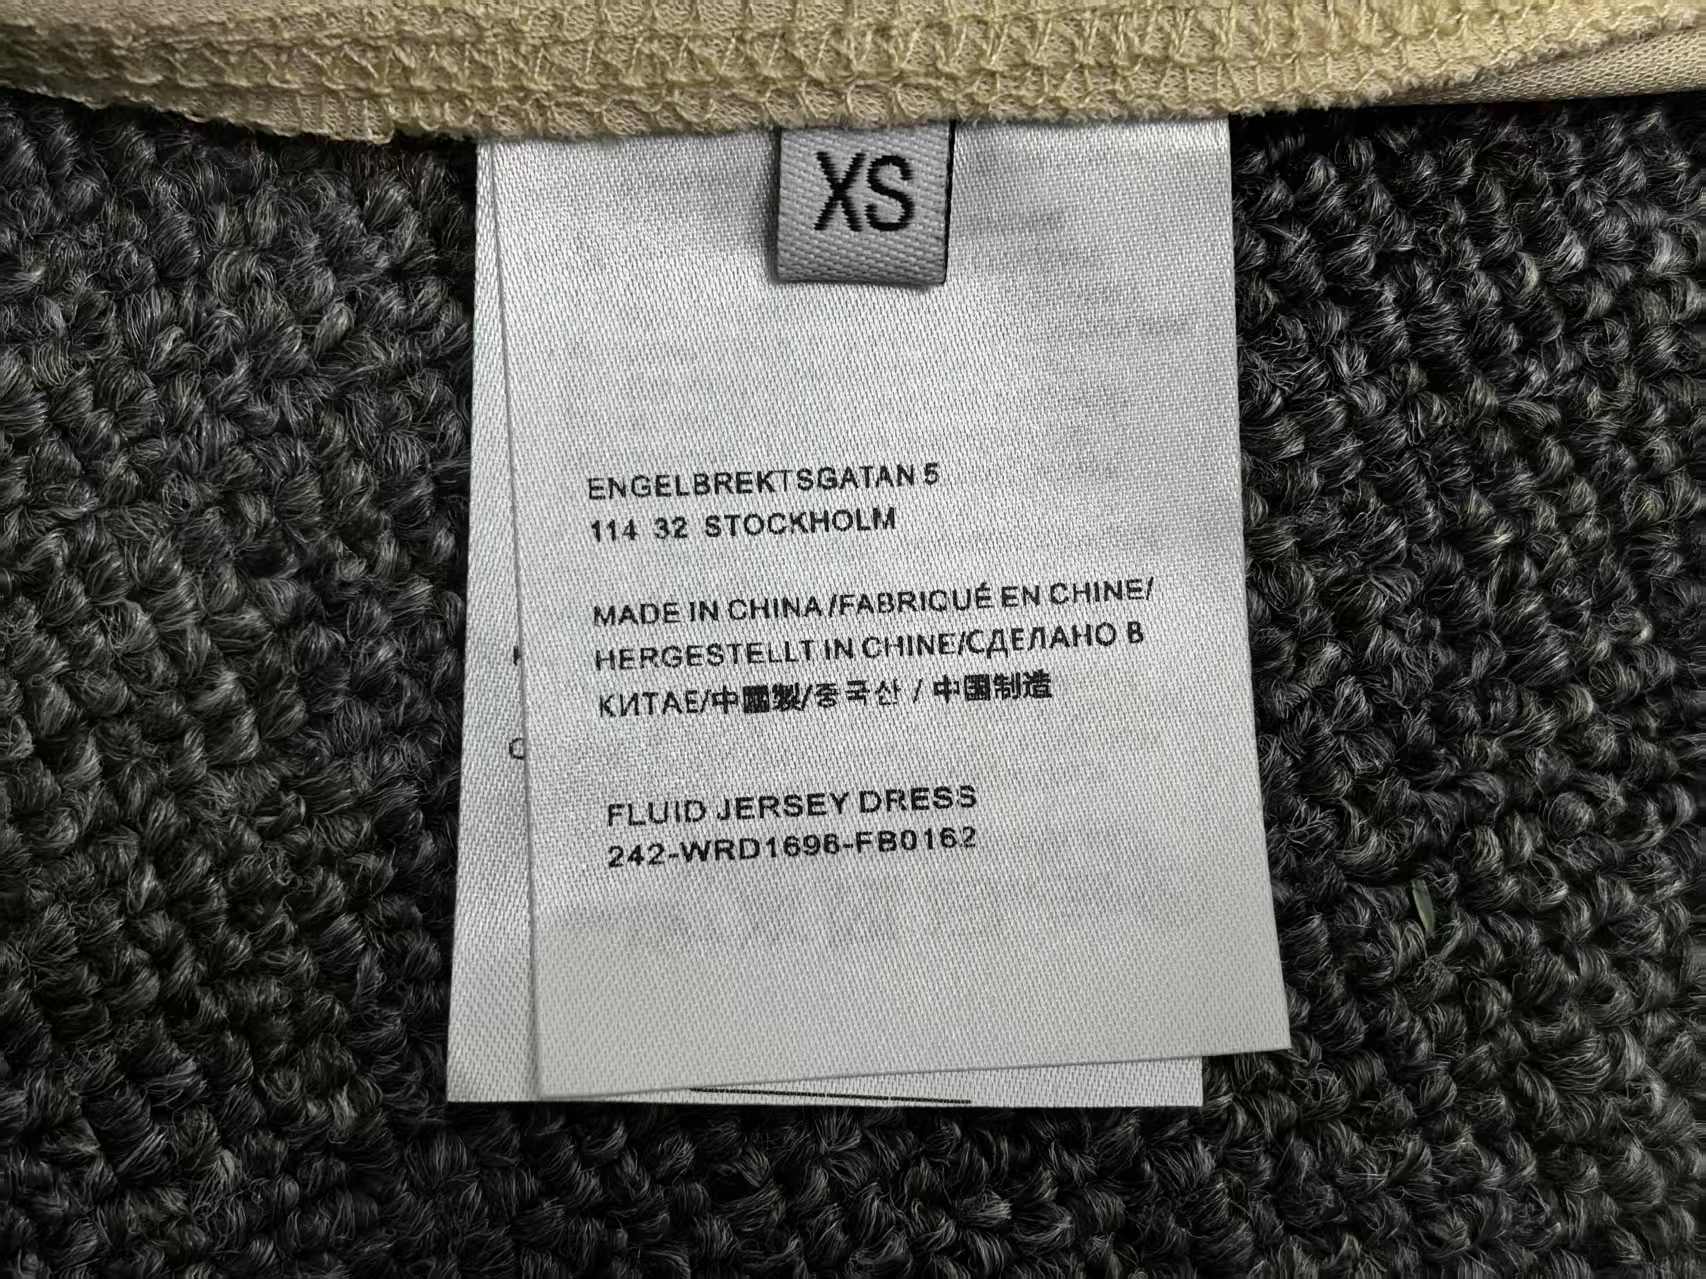 XS
ENGELBREKTSGATAN 5
114 32 STOCKHOLM
MADE IN CHINA/FABRIQUÉ EN CHINE/
HERGESTELLT IN CHINE/СДЕЛАНО В
КИТАЕ/中國製/중국산 / 中国制造
FLUID JERSEY DRESS
242-WRD1696-FB0162